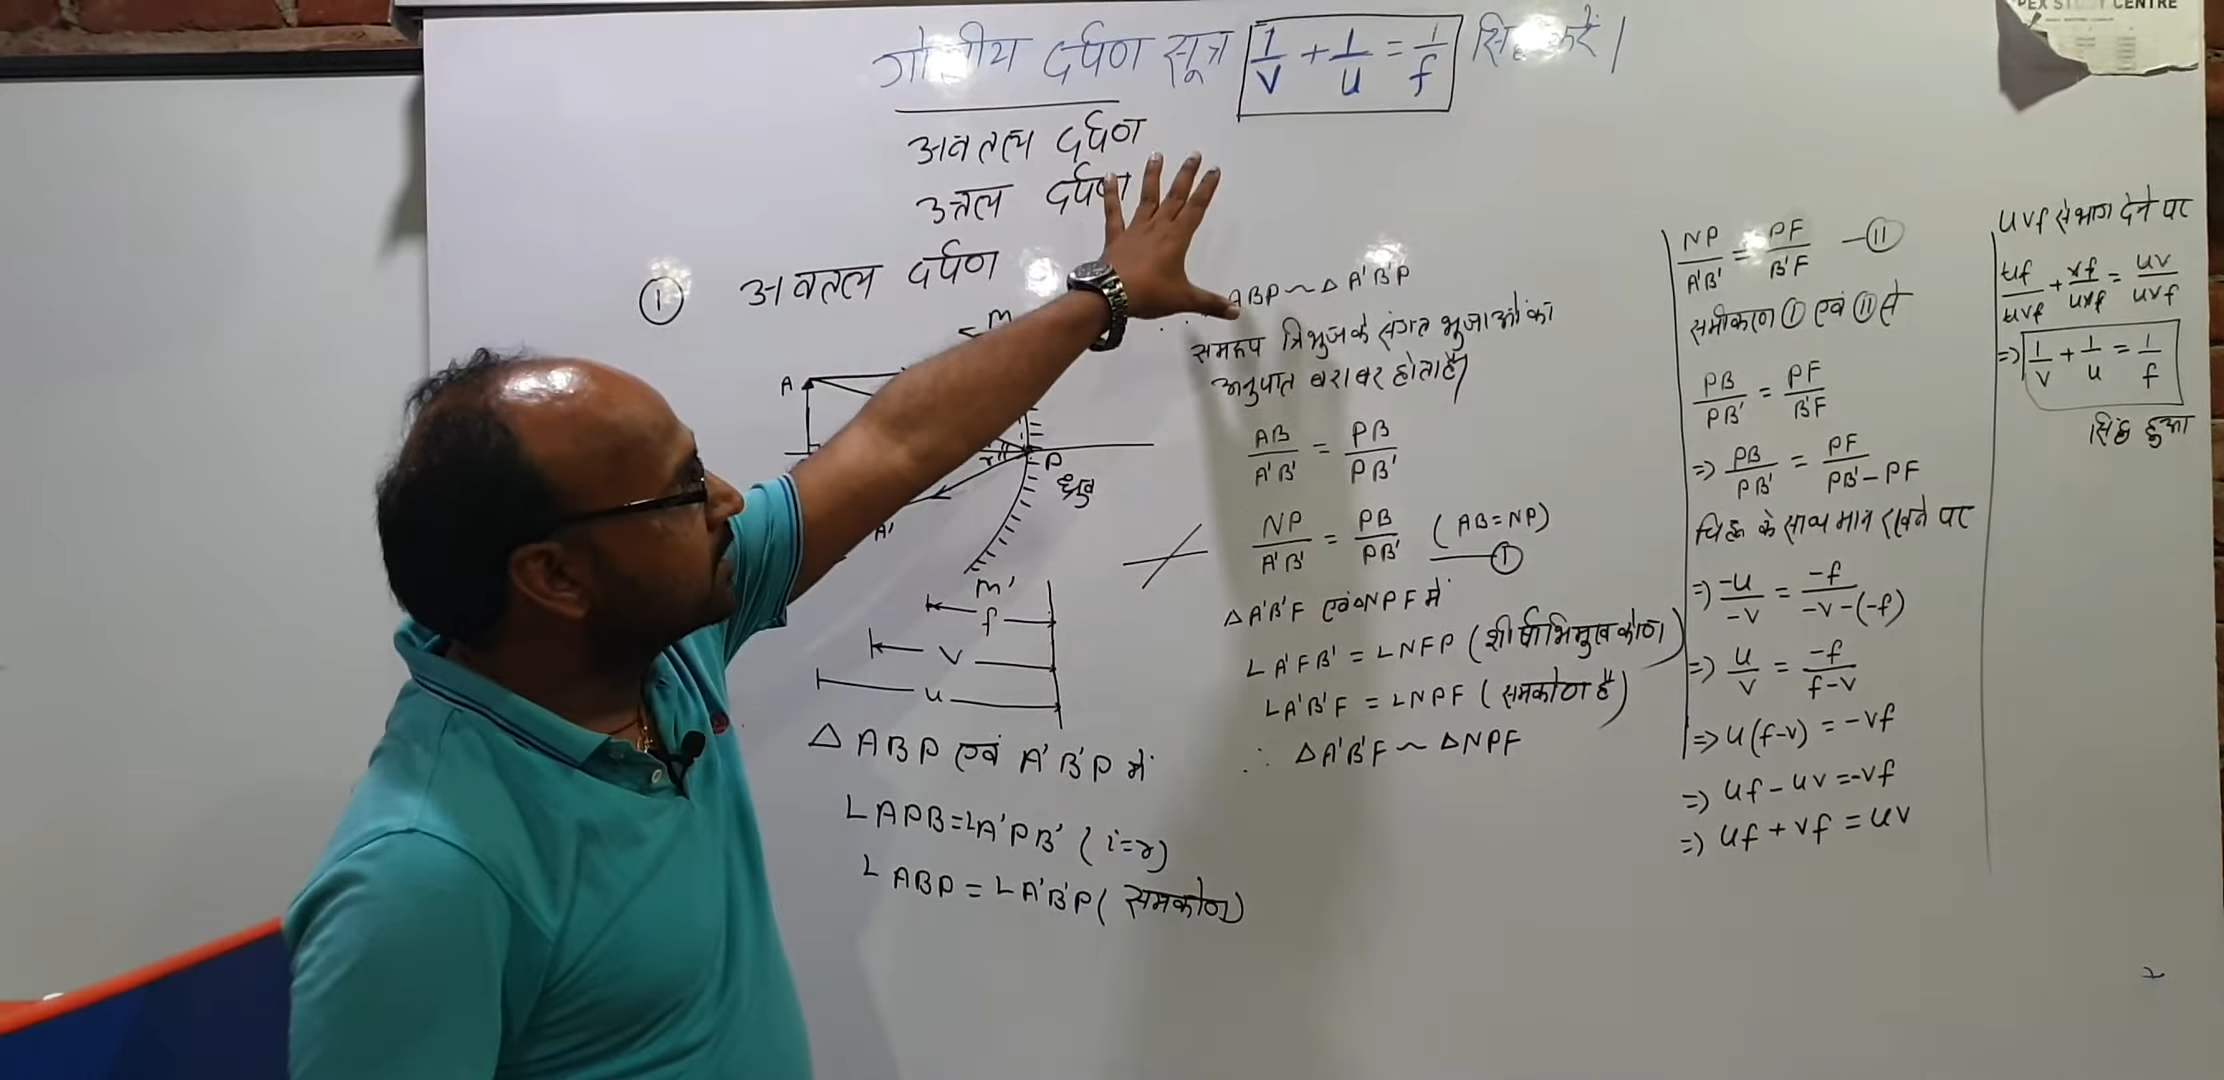 गोलीय दर्पण सूत्र 1/v + 1/u = 1/f सिद्ध करें।
अवतल दर्पण
उत्तल दर्पण
① अवतल दर्पण
M
A
r
P
ध्रुव
A'
M'
f
v
u
△ ABP एवं A'B'P में
∠APB = ∠A'PB' (i=r)
∠ABP = ∠A'B'P (समकोण)
ABP ~ △ A'B'P
समरूप त्रिभुज के संगत भुजाओं का
अनुपात बराबर होता है।
AB/A'B' = PB/PB'
NP/A'B' = PB/PB' (AB=NP) — ①
△A'B'F एवं △NPF में
∠A'FB' = ∠NFP (शीर्षाभिमुख कोण)
∠A'B'F = ∠NPF (समकोण है)
∴ △A'B'F ~ △NPF
NP/A'B' = PF/B'F — ⑪
समीकरण ① एवं ⑪ से
PB/PB' = PF/B'F
⇒ PB/PB' = PF/PB'-PF
चिह्न के साथ मान रखने पर
⇒ -u/-v = -f/-v-(-f)
⇒ u/v = -f/f-v
⇒ u(f-v) = -vf
⇒ uf - uv = -vf
⇒ uf + vf = uv
uvf से भाग देने पर
uf/uvf + vf/uvf = uv/uvf
⇒ 1/v + 1/u = 1/f
सिद्ध हुआ
CENTRE